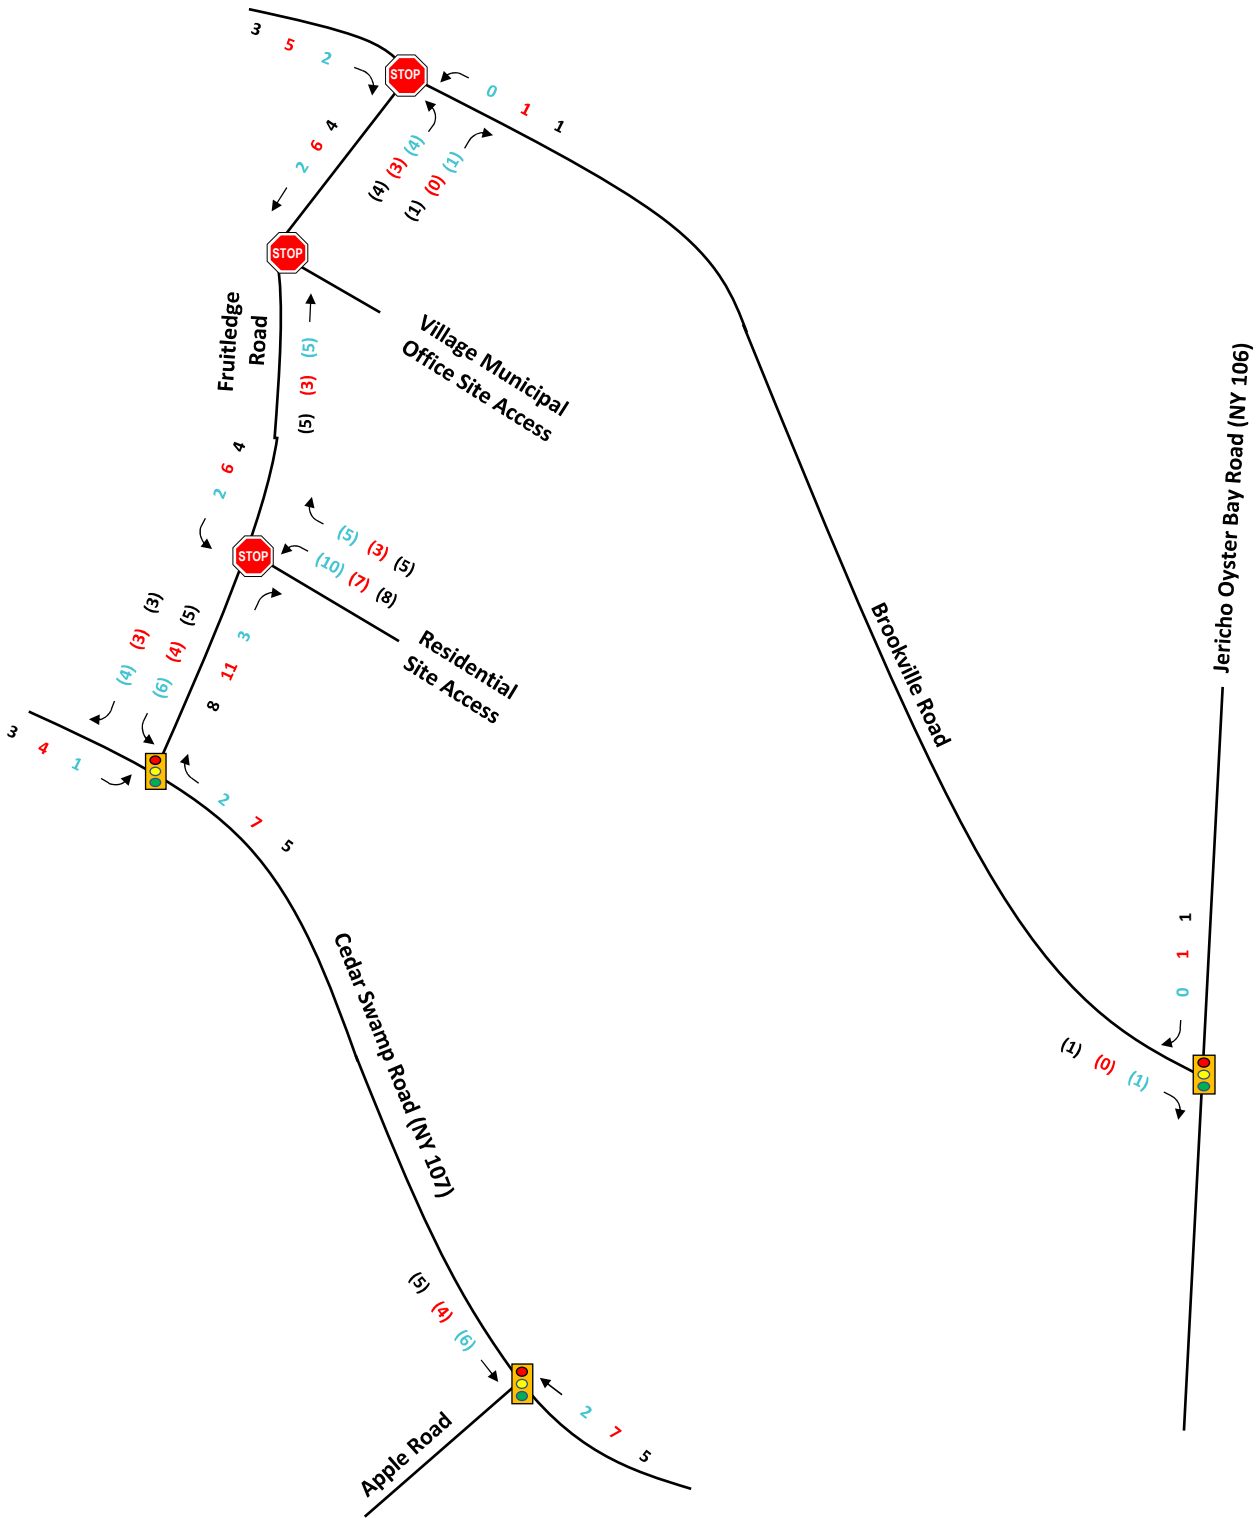 3 5 2
STOP
0 1 1
2 6 4
(4) (3) (4)
(1) (0) (1)
STOP
Fruitledge
Road
Village Municipal
Office Site Access
(5) (3) (5)
2 6 4
(5) (3) (5)
(10) (7) (8)
STOP
Residential
Site Access
(4) (3) (3)
(6) (4) (5)
8 11 3
3 4 1
2 7 5
Cedar Swamp Road (NY 107)
Brookville Road
Jericho Oyster Bay Road (NY 106)
0 1 1
(1) (0) (1)
(5) (4) (6)
2 7 5
Apple Road